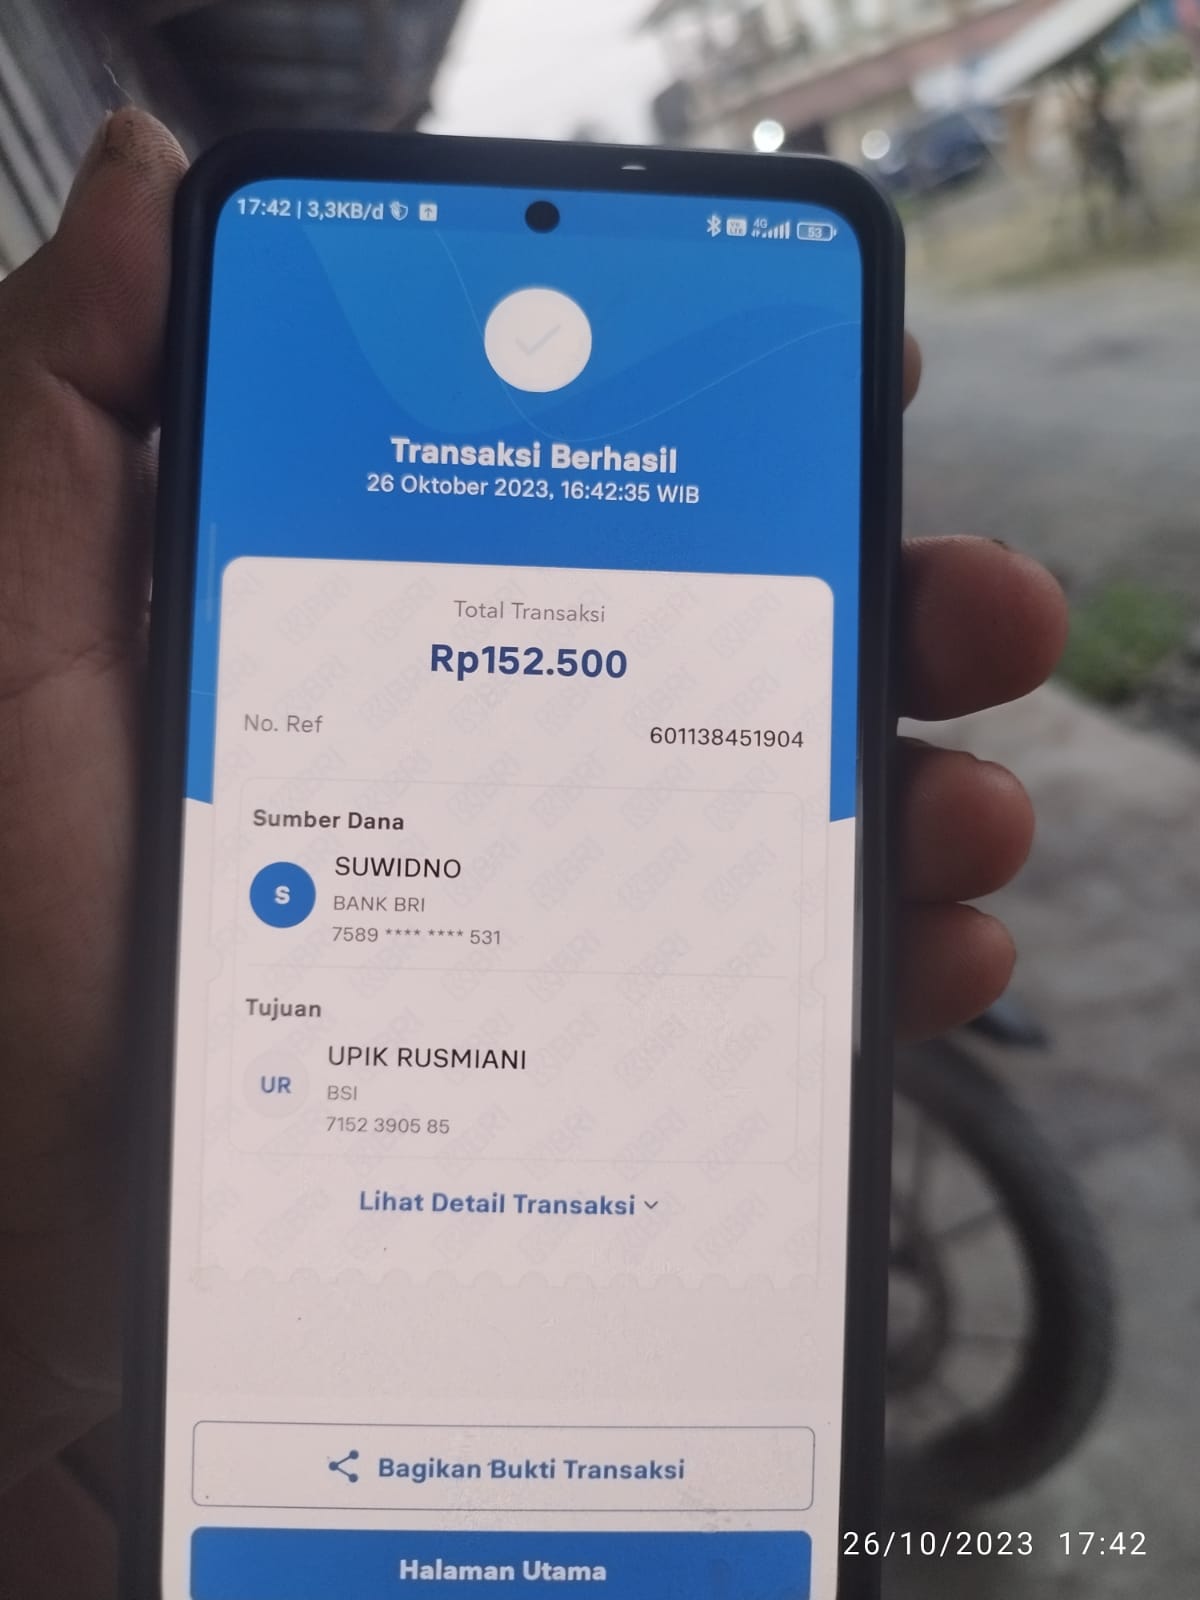 17:42 | 3,3KB/d
4G
53
Transaksi Berhasil
26 Oktober 2023, 16:42:35 WIB
Total Transaksi
Rp152.500
No. Ref
601138451904
Sumber Dana
S
SUWIDNO
BANK BRI
7589 **** **** 531
Tujuan
UR
UPIK RUSMIANI
BSI
7152 3905 85
Lihat Detail Transaksi
Bagikan Bukti Transaksi
Halaman Utama
26/10/2023 17:42